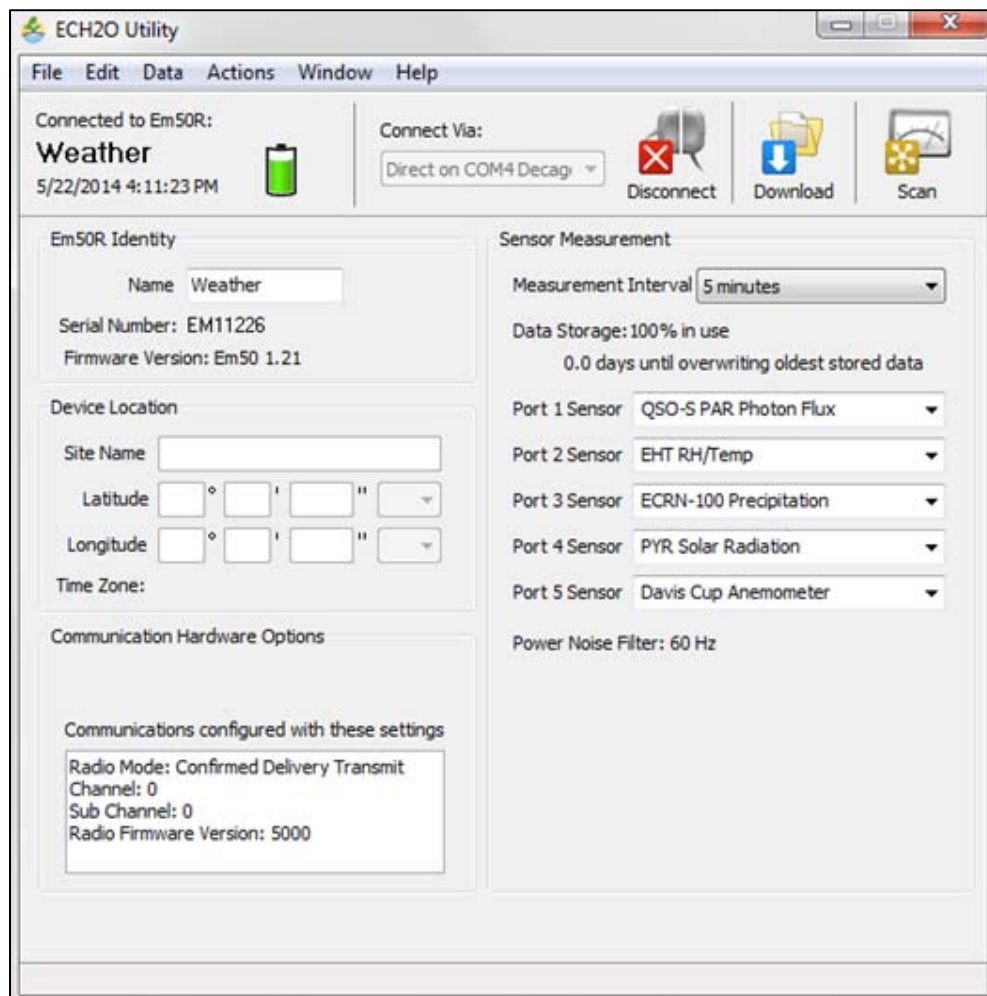 ECH2O Utility
File Edit Data Actions Window Help
Connected to Em50R:
Weather
5/22/2014 4:11:23 PM
Connect Via:
Direct on COM4 Decag
Disconnect
Download
Scan
Em50R Identity
Name Weather
Serial Number: EM11226
Firmware Version: Em50 1.21
Device Location
Site Name
Latitude ° ' "
Longitude ° ' "
Time Zone:
Communication Hardware Options
Communications configured with these settings
Radio Mode: Confirmed Delivery Transmit
Channel: 0
Sub Channel: 0
Radio Firmware Version: 5000
Sensor Measurement
Measurement Interval 5 minutes
Data Storage: 100% in use
0.0 days until overwriting oldest stored data
Port 1 Sensor QSO-S PAR Photon Flux
Port 2 Sensor EHT RH/Temp
Port 3 Sensor ECRN-100 Precipitation
Port 4 Sensor PYR Solar Radiation
Port 5 Sensor Davis Cup Anemometer
Power Noise Filter: 60 Hz